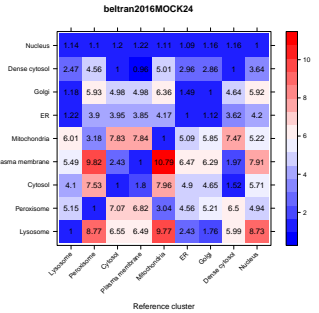 beltran2016MOCK24
Nucleus 1.14 1.1 1.2 1.22 1.11 1.09 1.16 1.16 1
Dense cytosol 2.47 4.56 1 5.01 2.96 2.86 1 3.64
Golgi 1.18 5.93 4.98 4.98 6.36 1.49 1 4.64 5.92
ER 1.22 3.9 3.95 3.85 4.17 1 1.12 3.62 4.2
Mitochondria 6.01 3.18 7.83 7.84 1 5.09 5.85 7.47 5.22
asma membrane 5.49 9.82 2.43 1 10.79 6.47 6.29 1.97 7.91
Cytosol 4.1 7.53 1 1.8 7.96 4.9 4.65 1.52 5.71
Peroxisome 5.15 1 7.07 6.82 3.04 4.56 5.21 6.5 4.94
Lysosome 1 8.77 6.55 6.49 9.77 2.43 1.76 5.99 8.73
Lysosome Peroxisome Cytosol Plasma membrane Mitochondria ER Golgi Dense cytosol Nucleus
Reference cluster
10
8
6
4
2